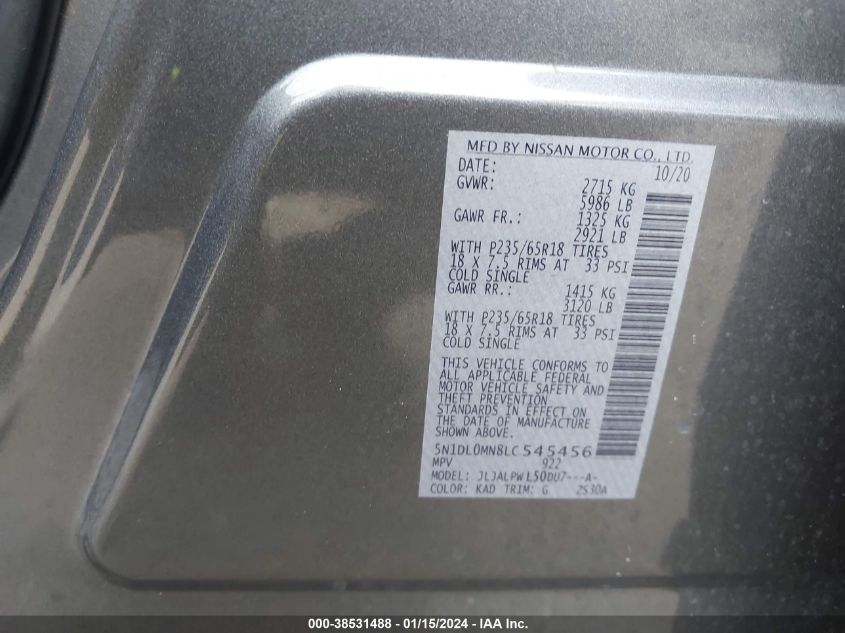 MFD BY NISSAN MOTOR CO., LTD.
DATE: 10/20
GVWR: 2715 KG
5986 LB
GAWR FR.: 1325 KG
2921 LB
WITH P235/65R18 TIRES
18 X 7.5 RIMS AT 33 PSI
COLD SINGLE
GAWR RR.: 1415 KG
3120 LB
WITH P235/65R18 TIRES
18 X 7.5 RIMS AT 33 PSI
COLD SINGLE
THIS VEHICLE CONFORMS TO
ALL APPLICABLE FEDERAL
MOTOR VEHICLE SAFETY AND
THEFT PREVENTION
STANDARDS IN EFFECT ON
THE DATE OF MANUFACTURE
SHOWN ABOVE.
5N1DL0MN8LC545456
MPV 922
MODEL: JL3ALPWL50DU7---A-
COLOR: KAD TRIM: G 2S30A
000-38531488 - 01/15/2024 - IAA Inc.